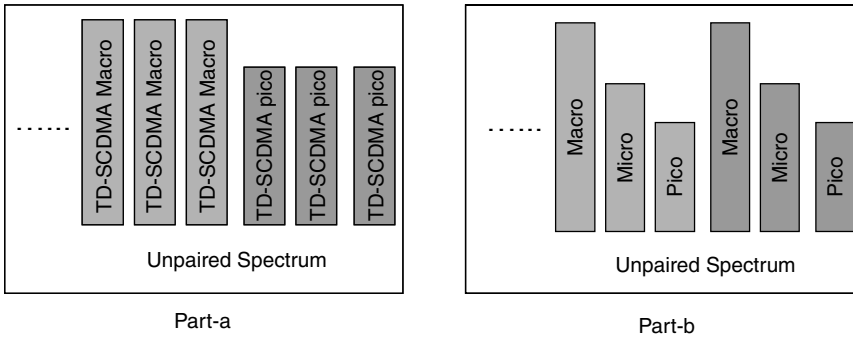 TD-SCDMA Macro
TD-SCDMA Macro
TD-SCDMA Macro
TD-SCDMA pico
TD-SCDMA pico
TD-SCDMA pico
Unpaired Spectrum
Part-a
Macro
Micro
Pico
Macro
Micro
Pico
Unpaired Spectrum
Part-b